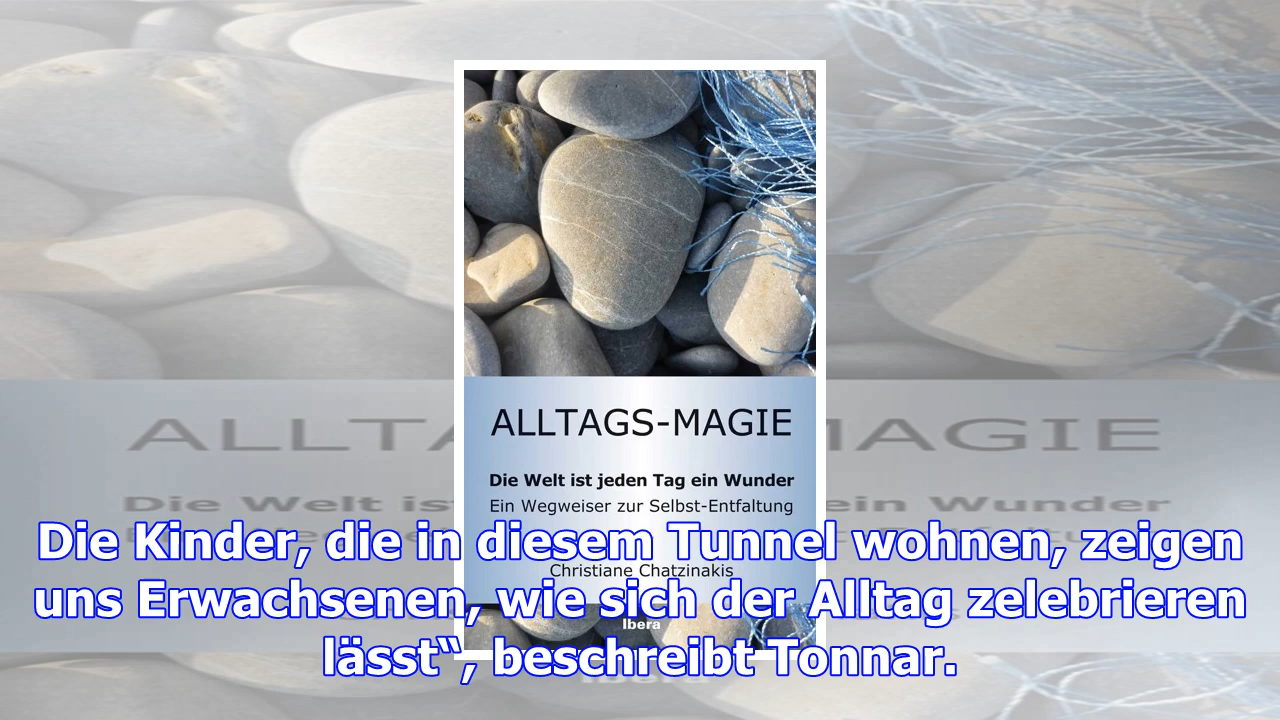 ALLTAGS-MAGIE
Die Welt ist jeden Tag ein Wunder
Ein Wegweiser zur Selbst-Entfaltung
Die Kinder, die in diesem Tunnel wohnen, zeigen
Christiane Chatzinakis
uns Erwachsenen, wie sich der Alltag zelebrieren
Ibera
lässt“, beschreibt Tonnar.